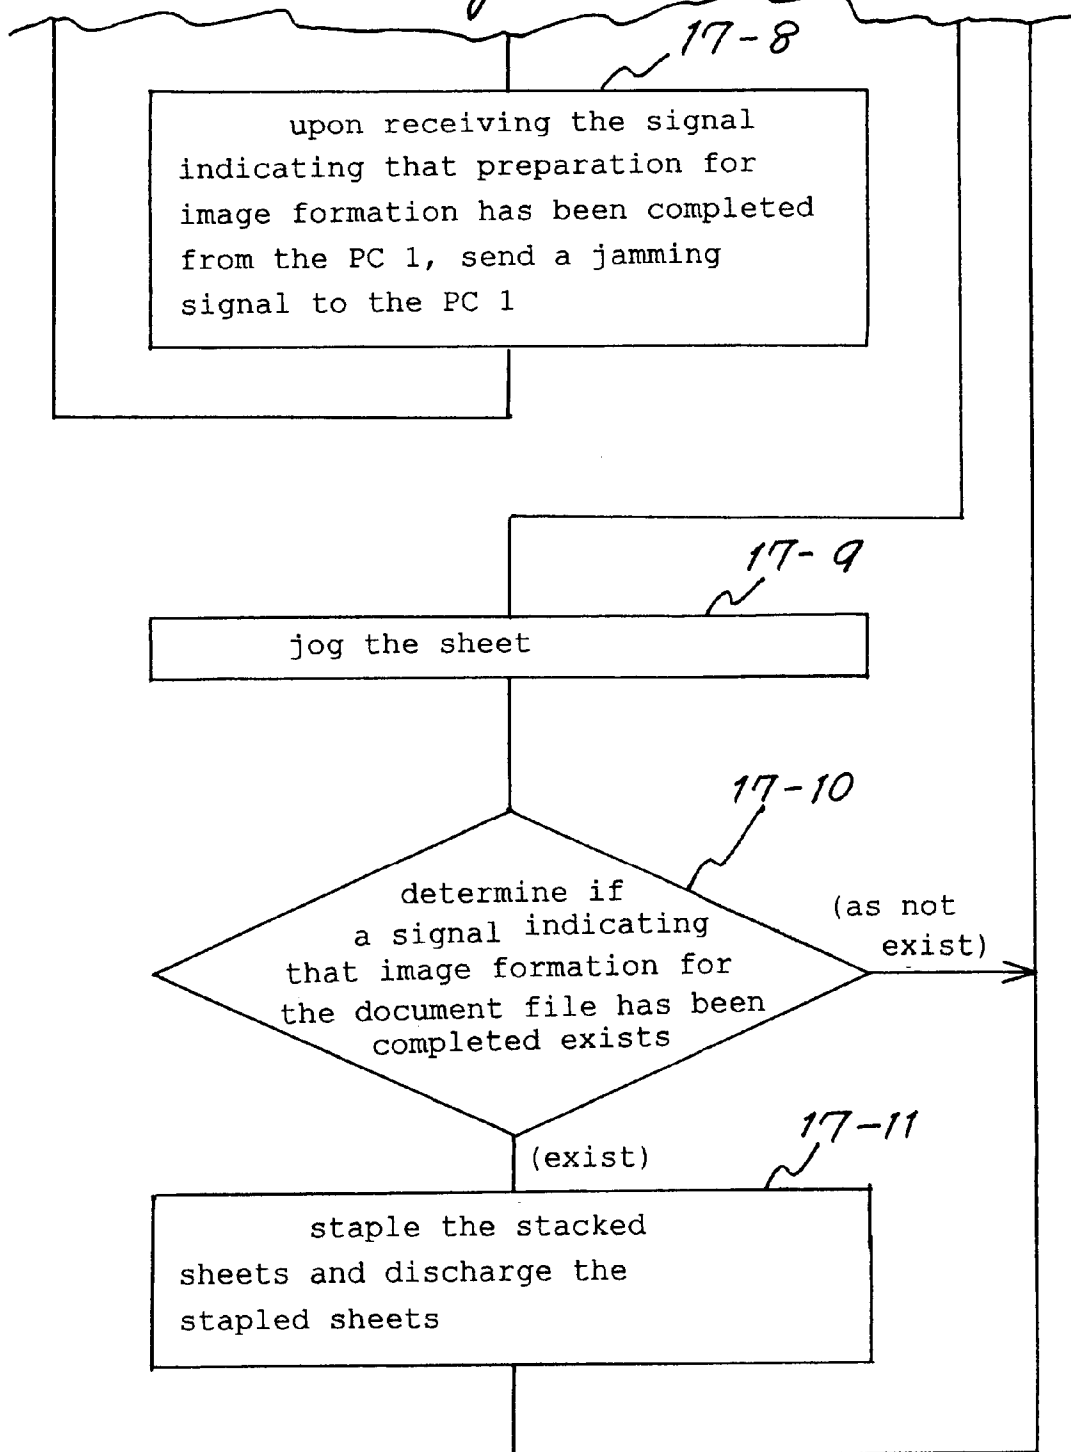 17-8
upon receiving the signal
indicating that preparation for
image formation has been completed
from the PC 1, send a jamming
signal to the PC 1
17-9
jog the sheet
17-10
determine if
a signal indicating
that image formation for
the document file has been
completed exists
(as not
exist)
(exist)
17-11
staple the stacked
sheets and discharge the
stapled sheets